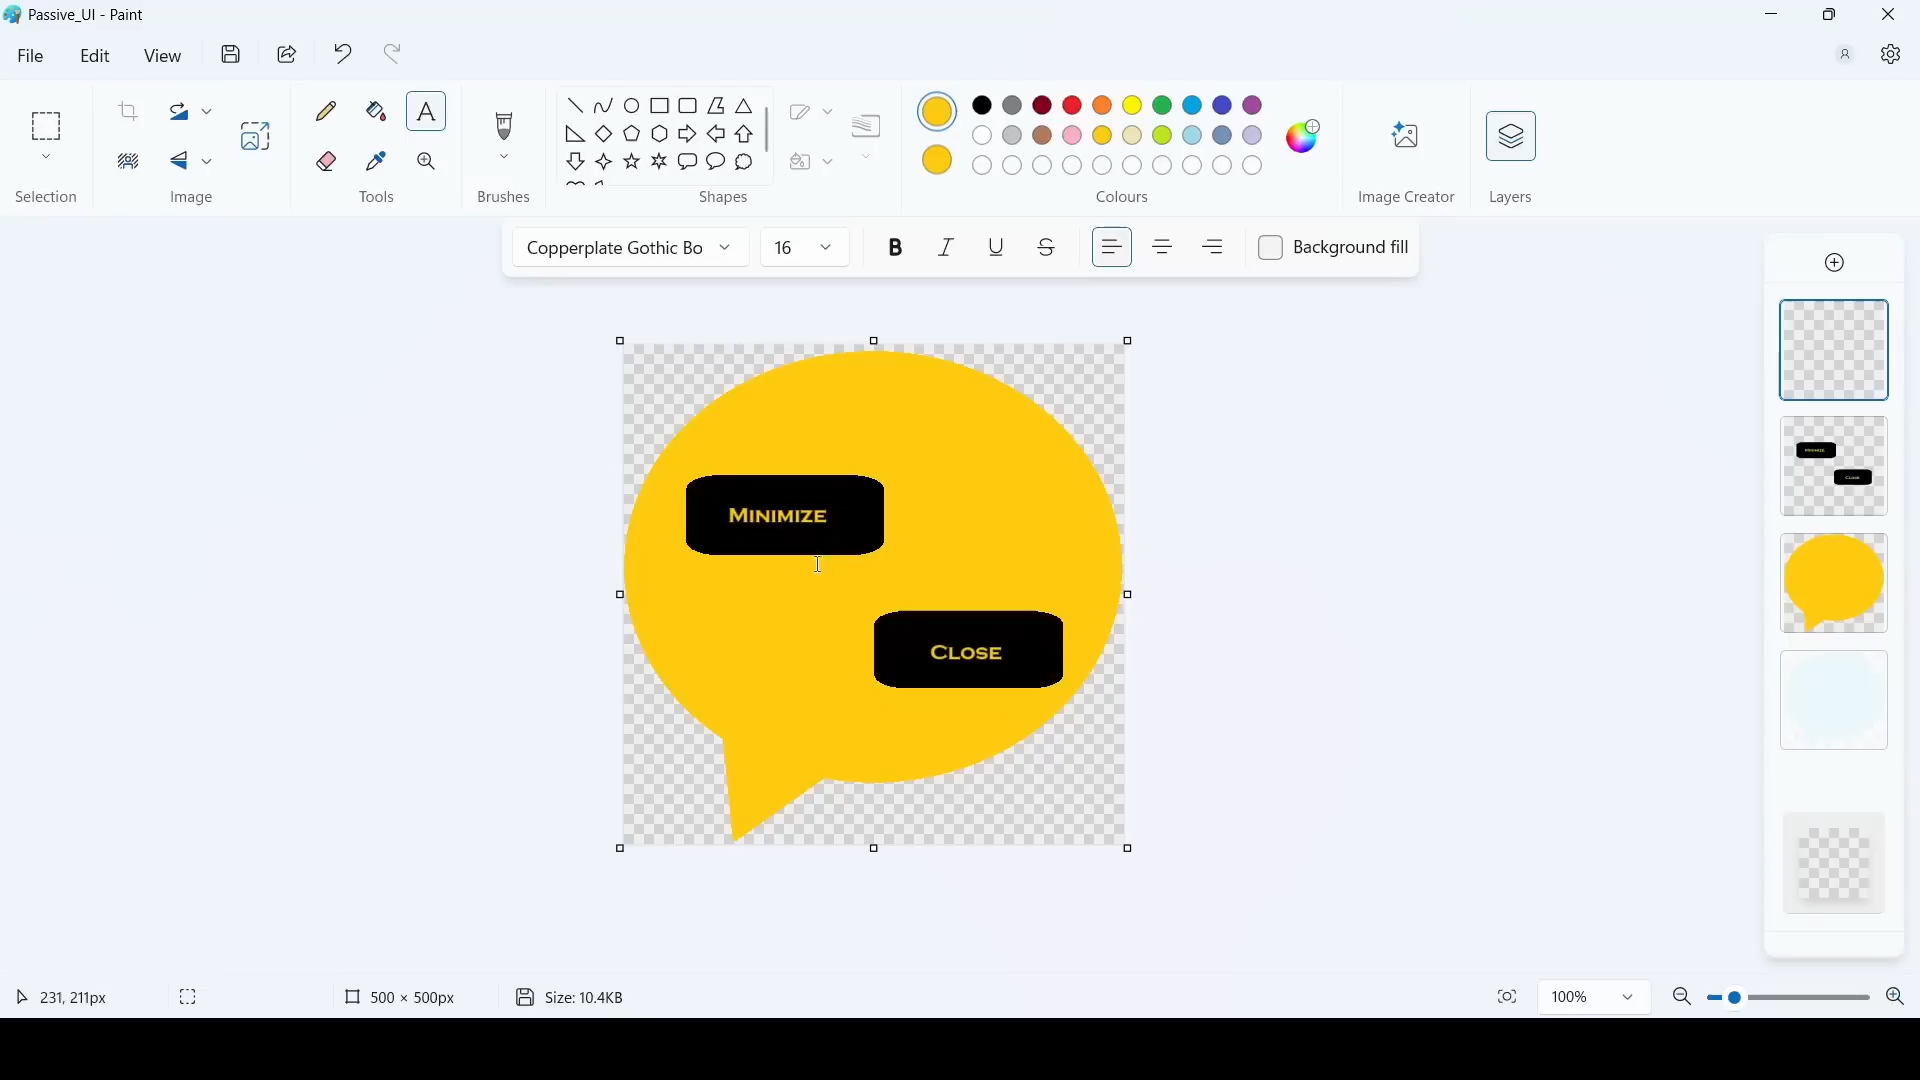 Passive_UI - Paint
File Edit View
Selection Image Tools Brushes Shapes Colours Image Creator Layers
Copperplate Gothic Bo 16 B I U S Background fill
Minimize
Close
231, 211px 500 × 500px Size: 10.4KB 100%